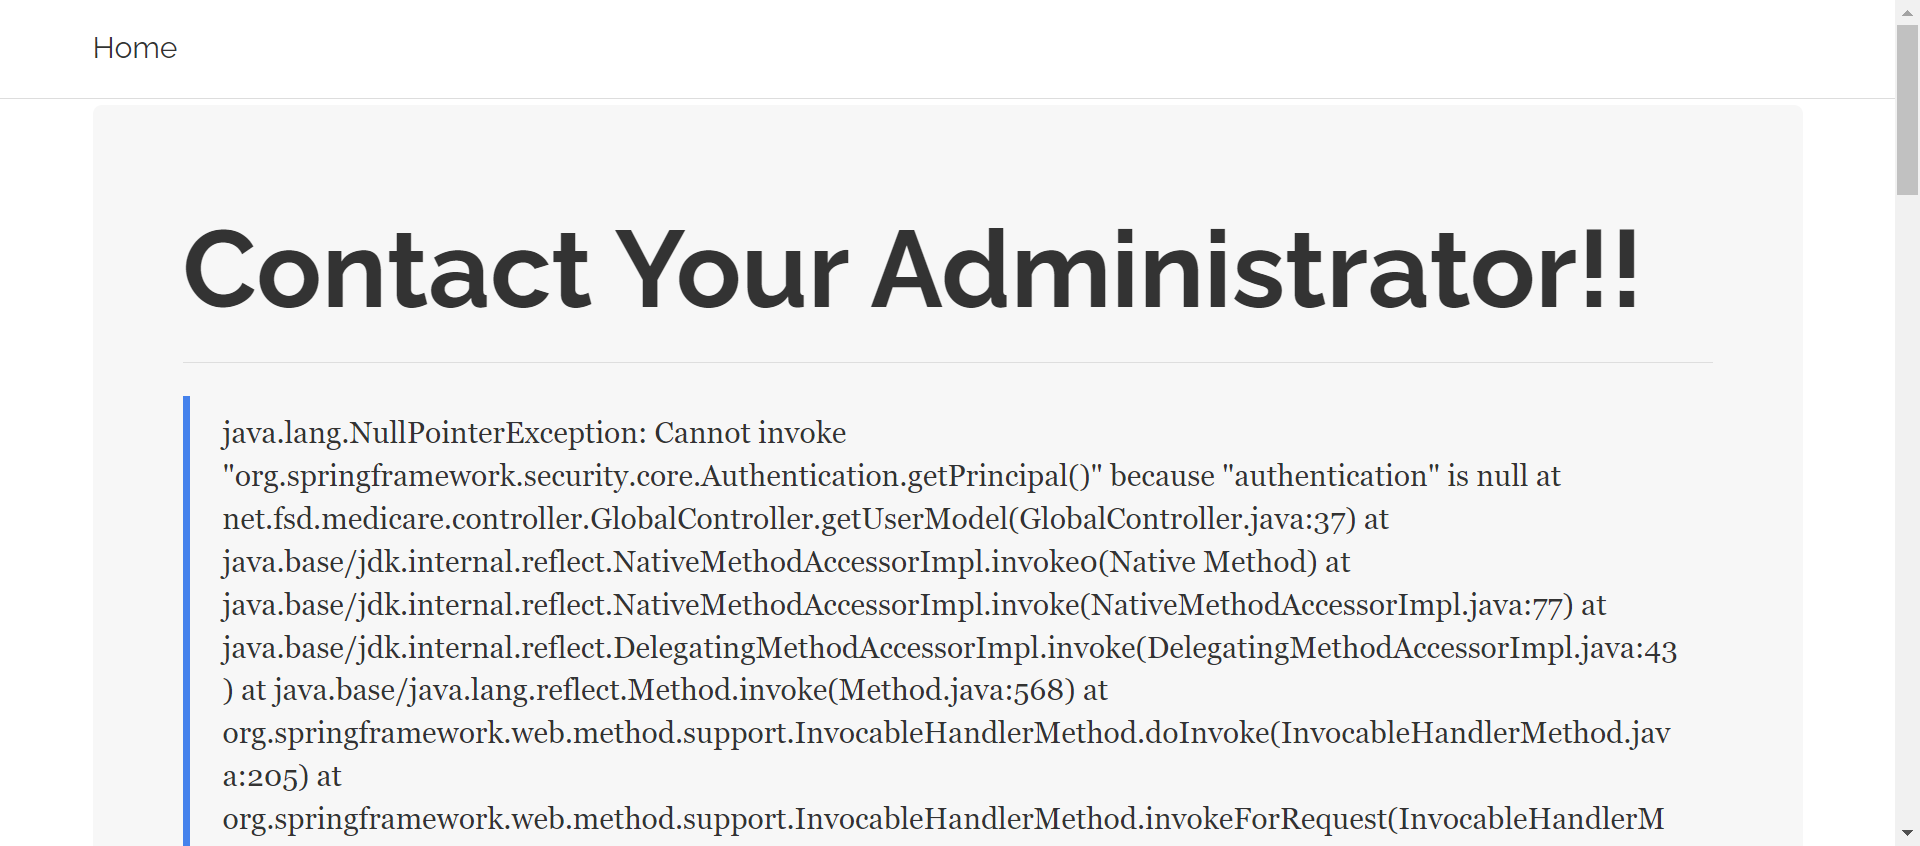 Home
Contact Your Administrator!!
java.lang.NullPointerException: Cannot invoke
"org.springframework.security.core.Authentication.getPrincipal()" because "authentication" is null at
net.fsd.medicare.controller.GlobalController.getUserModel(GlobalController.java:37) at
java.base/jdk.internal.reflect.NativeMethodAccessorImpl.invoke0(Native Method) at
java.base/jdk.internal.reflect.NativeMethodAccessorImpl.invoke(NativeMethodAccessorImpl.java:77) at
java.base/jdk.internal.reflect.DelegatingMethodAccessorImpl.invoke(DelegatingMethodAccessorImpl.java:43
) at java.base/java.lang.reflect.Method.invoke(Method.java:568) at
org.springframework.web.method.support.InvocableHandlerMethod.doInvoke(InvocableHandlerMethod.jav
a:205) at
org.springframework.web.method.support.InvocableHandlerMethod.invokeForRequest(InvocableHandlerM